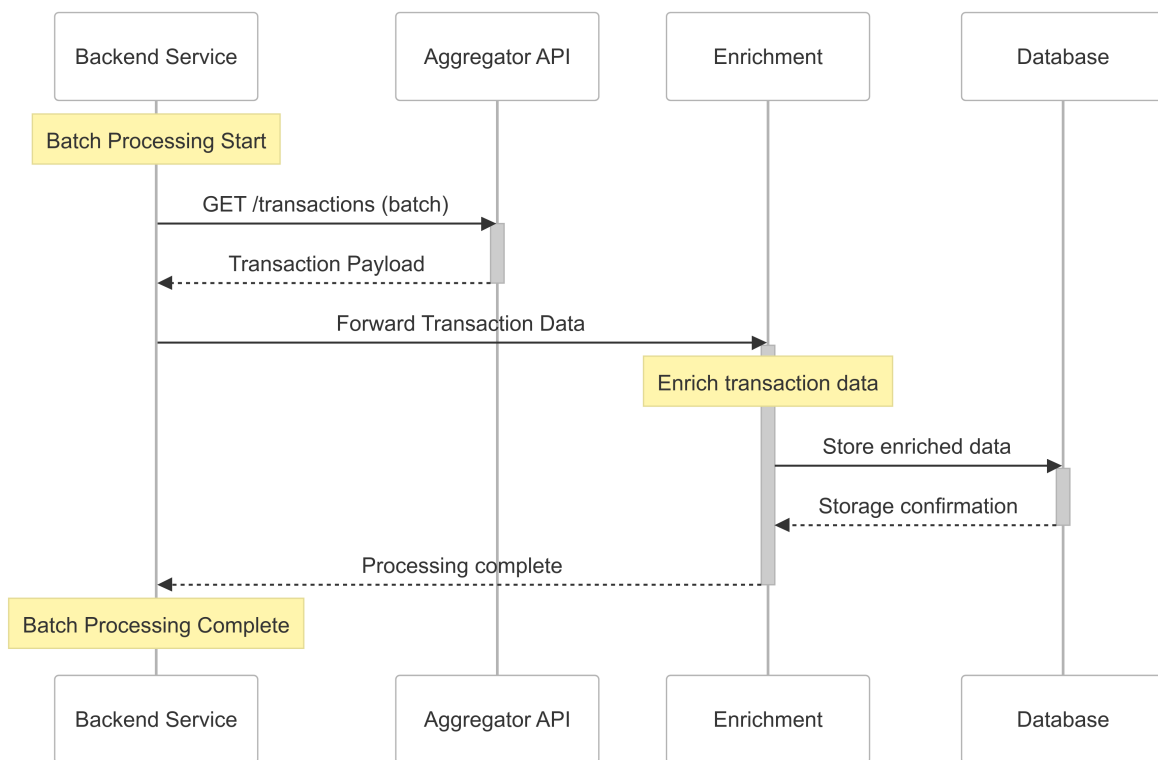 Backend Service
Aggregator API
Enrichment
Database
Batch Processing Start
GET /transactions (batch)
Transaction Payload
Forward Transaction Data
Enrich transaction data
Store enriched data
Storage confirmation
Processing complete
Batch Processing Complete
Backend Service
Aggregator API
Enrichment
Database